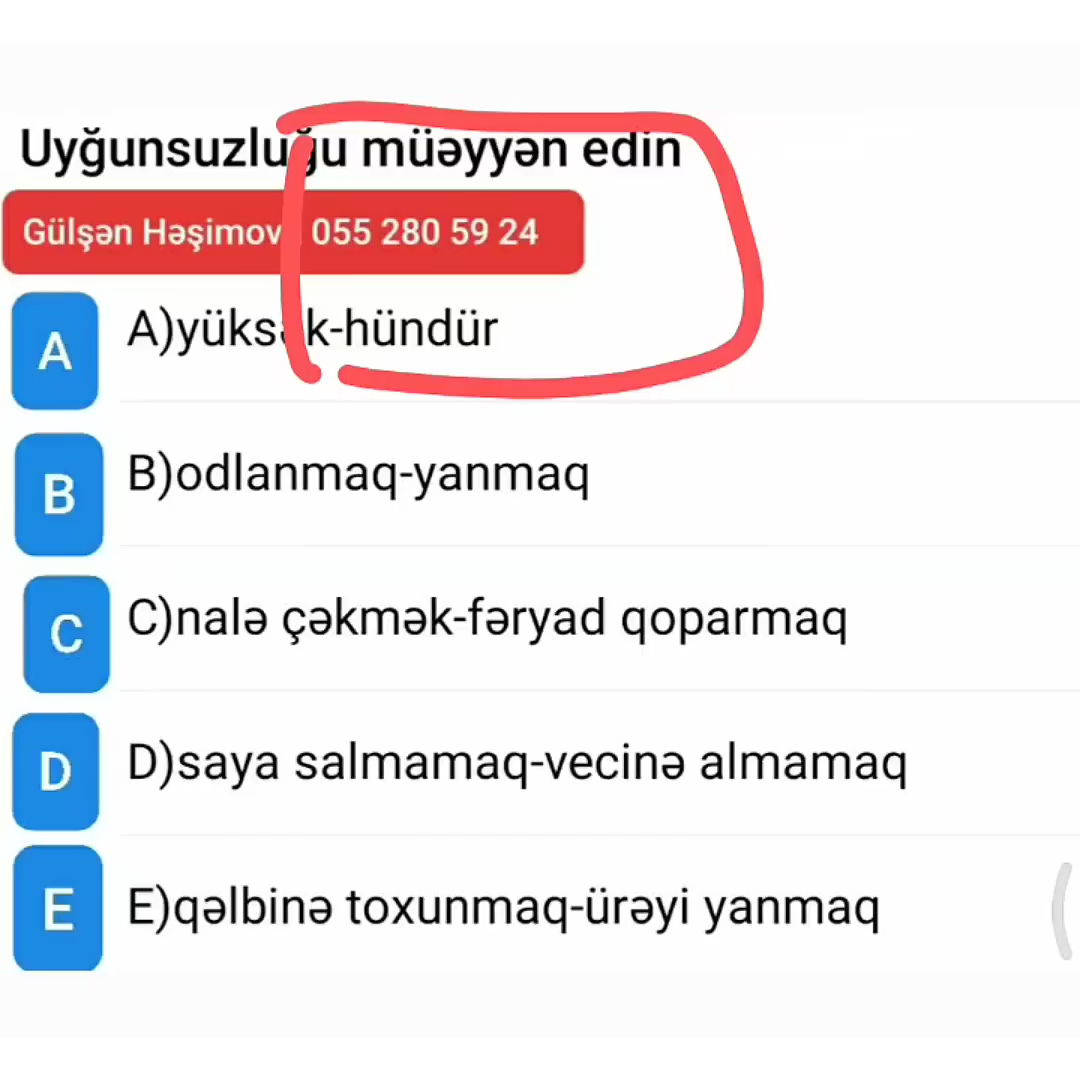 Uyğunsuzluğu müəyyən edin
Gülşən Həşimov 055 280 59 24
A
A)yüksək-hündür
B
B)odlanmaq-yanmaq
C
C)nalə çəkmək-fəryad qoparmaq
D
D)saya salmamaq-vecinə almamaq
E
E)qəlbinə toxunmaq-ürəyi yanmaq